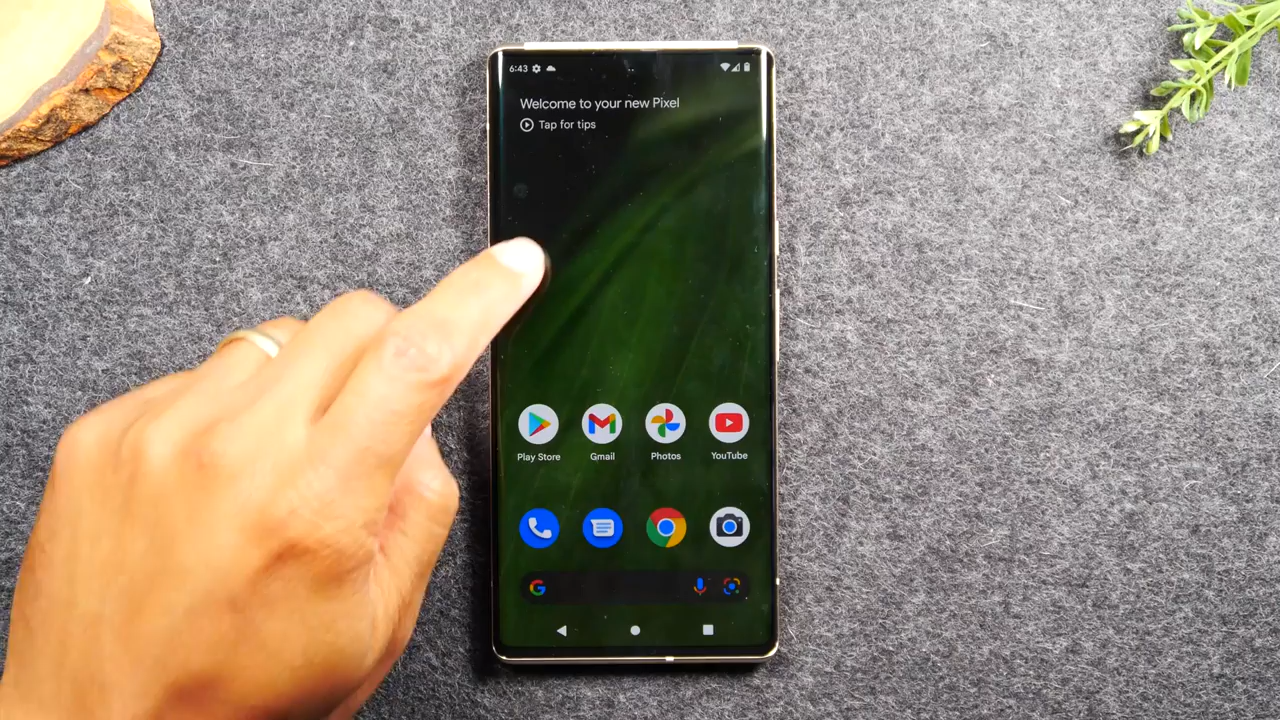 6:43
Welcome to your new Pixel
Tap for tips
Play Store
Gmail
Photos
YouTube
G